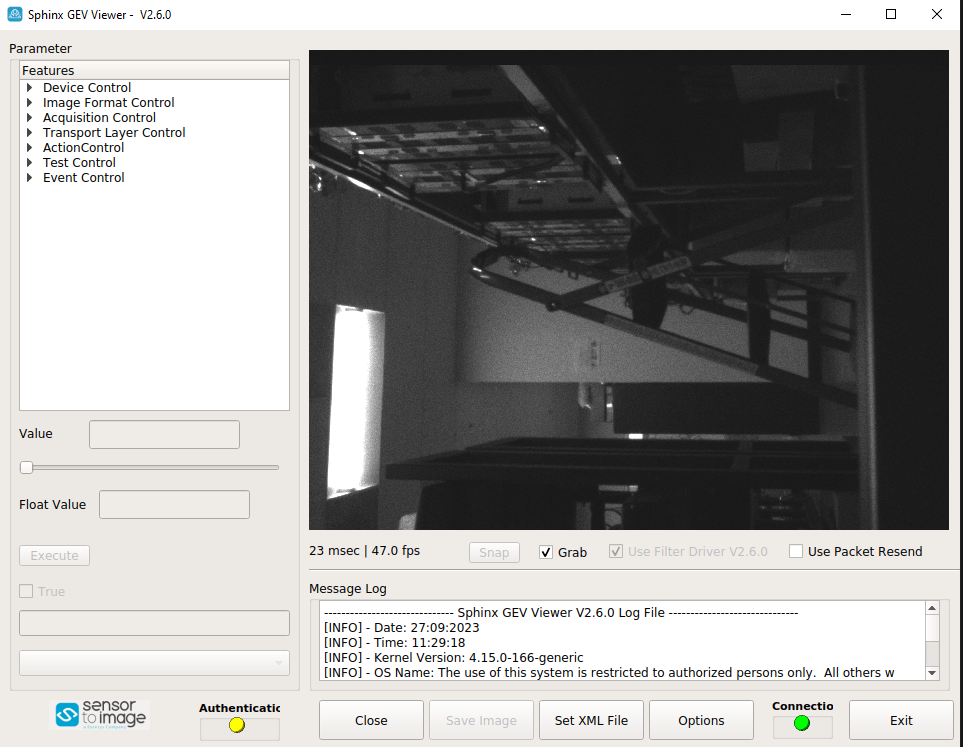 Sphinx GEV Viewer - V2.6.0
Parameter
Features
Device Control
Image Format Control
Acquisition Control
Transport Layer Control
ActionControl
Test Control
Event Control
Value
Float Value
Execute
True
23 msec | 47.0 fps
Snap
Grab
Use Filter Driver V2.6.0
Use Packet Resend
Message Log
----------------------------- Sphinx GEV Viewer V2.6.0 Log File -----------------------------
[INFO] - Date: 27:09:2023
[INFO] - Time: 11:29:18
[INFO] - Kernel Version: 4.15.0-166-generic
[INFO] - OS Name: The use of this system is restricted to authorized persons only. All others w
sensor
to image
Authenticatic
Close
Save Image
Set XML File
Options
Connectio
Exit